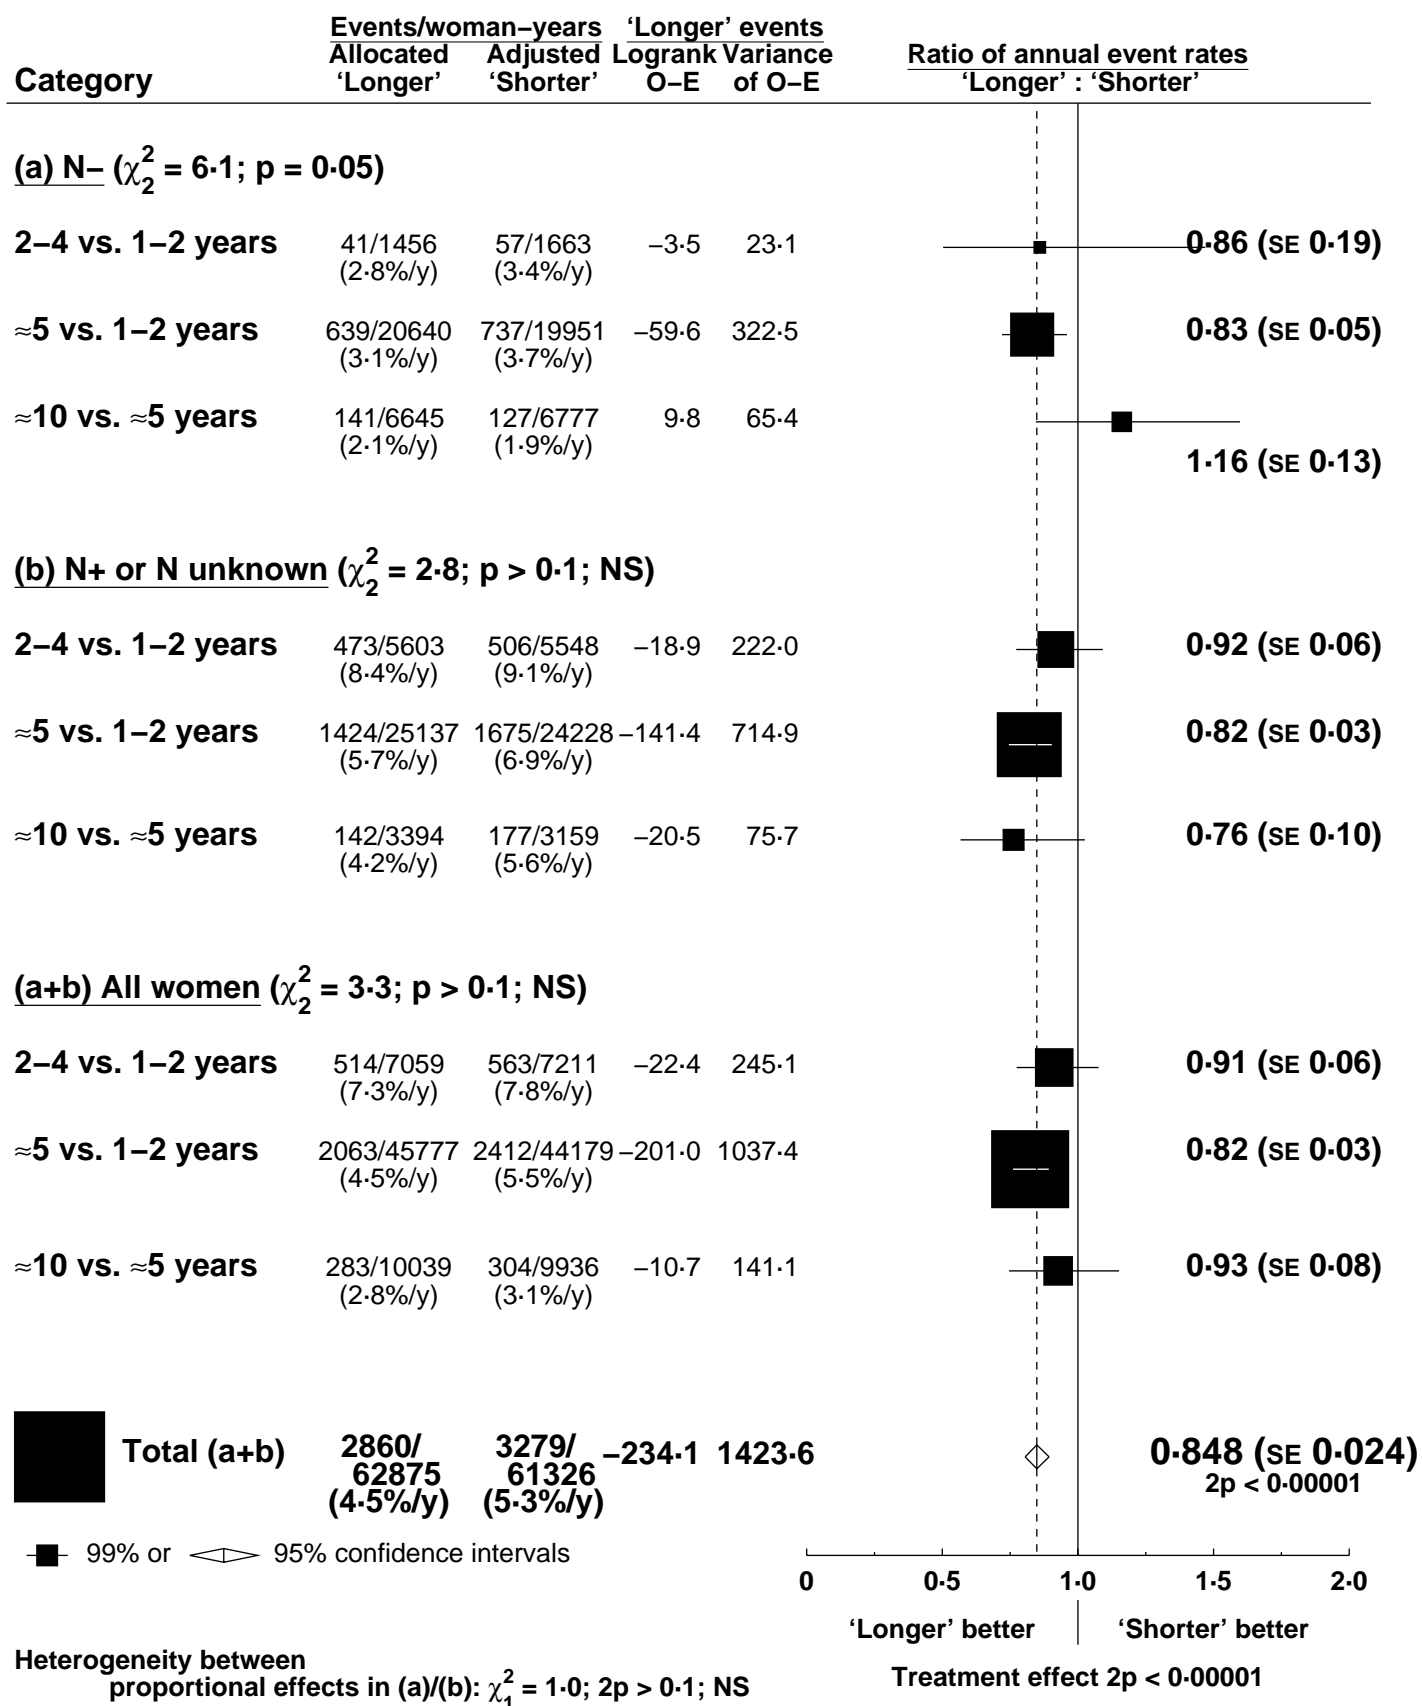 Events/woman–years ‘Longer’ events
Allocated Adjusted Logrank Variance Ratio of annual event rates
Category ‘Longer’ ‘Shorter’ O–E of O–E ‘Longer’ : ‘Shorter’
(a) N– (χ²₂ = 6·1; p = 0·05)
2–4 vs. 1–2 years 41/1456 57/1663 –3·5 23·1 0·86 (SE 0·19)
(2·8%/y) (3·4%/y)
≈5 vs. 1–2 years 639/20640 737/19951 –59·6 322·5 0·83 (SE 0·05)
(3·1%/y) (3·7%/y)
≈10 vs. ≈5 years 141/6645 127/6777 9·8 65·4
(2·1%/y) (1·9%/y)
1·16 (SE 0·13)
(b) N+ or N unknown (χ²₂ = 2·8; p > 0·1; NS)
2–4 vs. 1–2 years 473/5603 506/5548 –18·9 222·0 0·92 (SE 0·06)
(8·4%/y) (9·1%/y)
≈5 vs. 1–2 years 1424/25137 1675/24228 –141·4 714·9 0·82 (SE 0·03)
(5·7%/y) (6·9%/y)
≈10 vs. ≈5 years 142/3394 177/3159 –20·5 75·7 0·76 (SE 0·10)
(4·2%/y) (5·6%/y)
(a+b) All women (χ²₂ = 3·3; p > 0·1; NS)
2–4 vs. 1–2 years 514/7059 563/7211 –22·4 245·1 0·91 (SE 0·06)
(7·3%/y) (7·8%/y)
≈5 vs. 1–2 years 2063/45777 2412/44179 –201·0 1037·4 0·82 (SE 0·03)
(4·5%/y) (5·5%/y)
≈10 vs. ≈5 years 283/10039 304/9936 –10·7 141·1 0·93 (SE 0·08)
(2·8%/y) (3·1%/y)
Total (a+b) 2860/ 3279/ –234·1 1423·6 0·848 (SE 0·024)
62875 61326 2p < 0·00001
(4·5%/y) (5·3%/y)
99% or 95% confidence intervals
0 0·5 1·0 1·5 2·0
‘Longer’ better ‘Shorter’ better
Heterogeneity between
proportional effects in (a)/(b): χ²₁ = 1·0; 2p > 0·1; NS
Treatment effect 2p < 0·00001